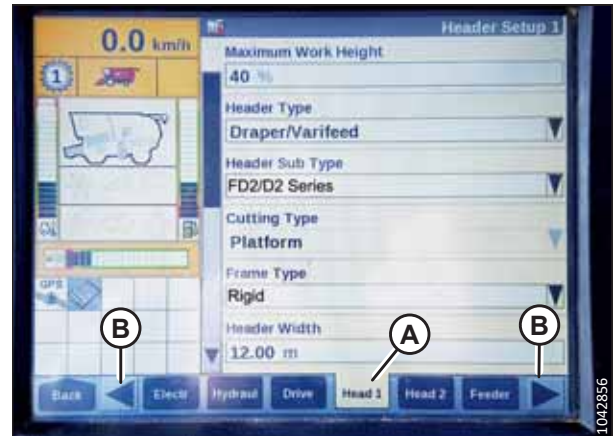 0.0 km/h
Header Setup 1
1
Maximum Work Height
40 %
Header Type
Draper/Varifeed
Header Sub Type
FD2/D2 Series
Cutting Type
Platform
Frame Type
Rigid
GPS
Header Width
12.00 m
B
A
B
Back
Electr
Hydraul
Drive
Head 1
Head 2
Feeder
1042856